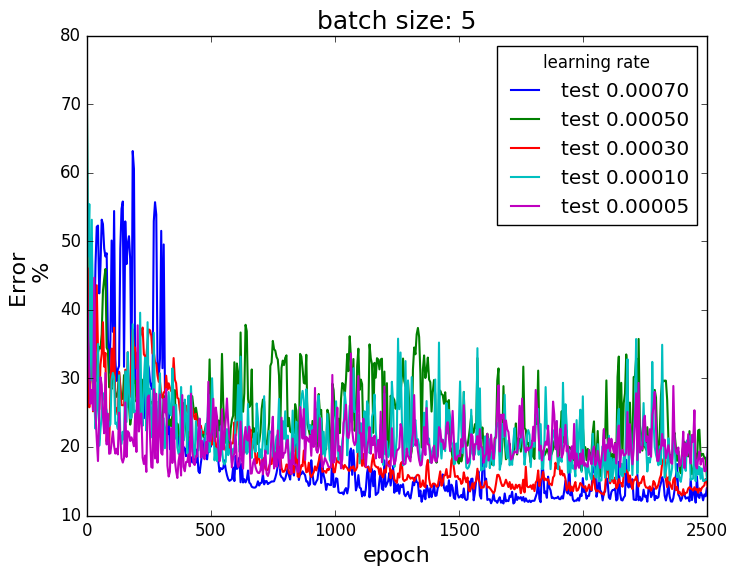 batch size: 5
80
70
60
50
40
30
20
10
Error
%
learning rate
test 0.00070
test 0.00050
test 0.00030
test 0.00010
test 0.00005
0
500
1000
1500
2000
2500
epoch